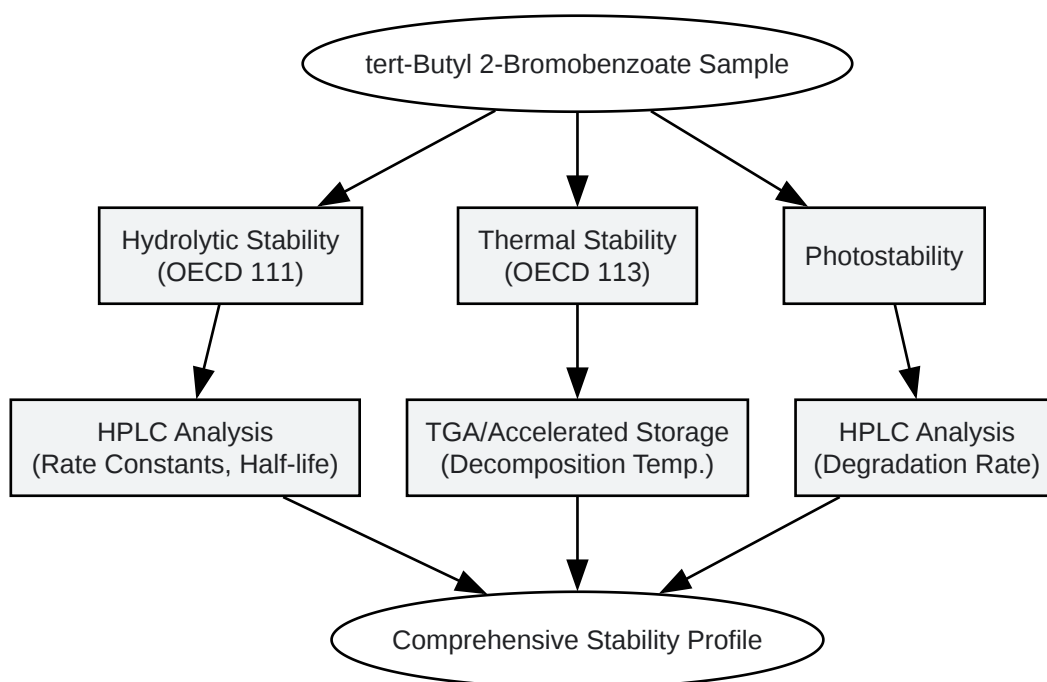 tert-Butyl 2-Bromobenzoate Sample
Hydrolytic Stability
(OECD 111)
Thermal Stability
(OECD 113)
Photostability
HPLC Analysis
(Rate Constants, Half-life)
TGA/Accelerated Storage
(Decomposition Temp.)
HPLC Analysis
(Degradation Rate)
Comprehensive Stability Profile